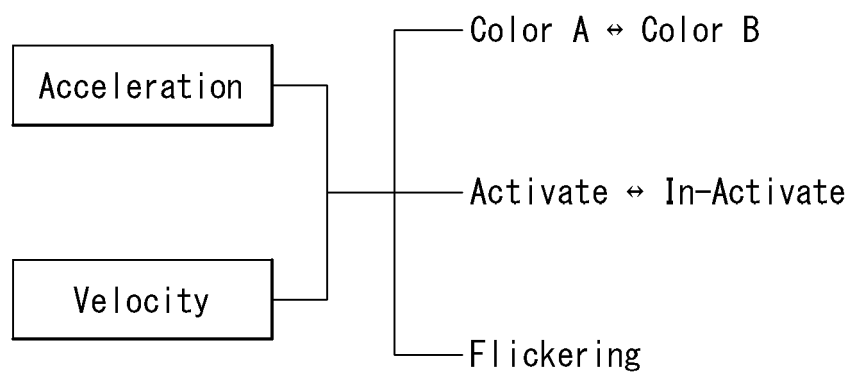 Color A ↔ Color B
Acceleration
Activate ↔ In-Activate
Velocity
Flickering